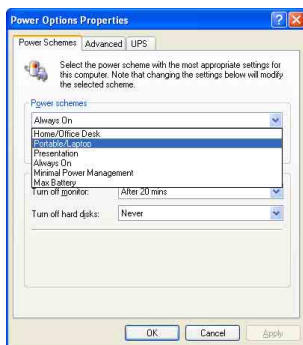 Power Options Properties
Power Schemes Advanced UPS
Select the power scheme with the most appropriate settings for
this computer. Note that changing the settings below will modify
the selected scheme.
Power schemes
Always On
Home/Office Desk
Portable/Laptop
Presentation
Always On
Minimal Power Management
Max Battery
Turn off monitor: After 20 mins
Turn off hard disks: Never
OK Cancel Apply